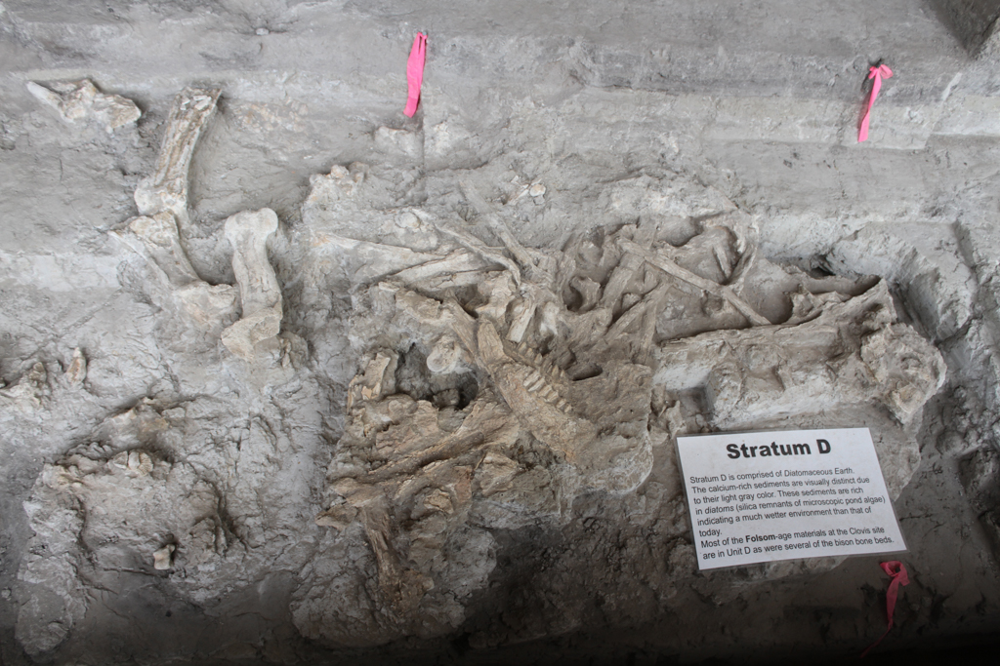 Stratum D
Stratum D is comprised of Diatomaceous Earth.
The calcium-rich sediments are visually distinct due
to their light gray color. These sediments are rich
in diatoms (silica remnants of microscopic pond algae)
indicating a much wetter environment than that of
today.
Most of the Folsom-age materials at the Clovis site
are in Unit D as were several of the bison bone beds.